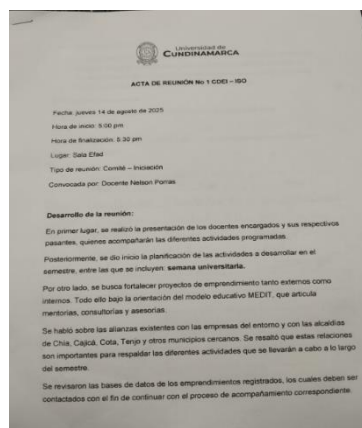 Universidad de
CUNDINAMARCA
ACTA DE REUNIÓN No 1 CDEI – ISO
Fecha: jueves 14 de agosto de 2025
Hora de inicio: 5:00 pm
Hora de finalización: 5:30 pm
Lugar: Sala Efad
Tipo de reunión: Comité – Iniciación
Convocada por: Docente Nelson Porras
Desarrollo de la reunión:
En primer lugar, se realizó la presentación de los docentes encargados y sus respectivos
pasantes, quienes acompañarán las diferentes actividades programadas.
Posteriormente, se dio inicio la planificación de las actividades a desarrollar en el
semestre, entre las que se incluyen: semana universitaria.
Por otro lado, se busca fortalecer proyectos de emprendimiento tanto externos como
internos. Todo ello bajo la orientación del modelo educativo MEDIT, que articula
mentorías, consultorías y asesorías.
Se habló sobre las alianzas existentes con las empresas del entorno y con las alcaldías
de Chía, Cajicá, Cota, Tenjo y otros municipios cercanos. Se resaltó que estas relaciones
son importantes para respaldar las diferentes actividades que se llevarán a cabo a lo largo
del semestre.
Se revisaron las bases de datos de los emprendimientos registrados, los cuales deben ser
contactados con el fin de continuar con el proceso de acompañamiento correspondiente.